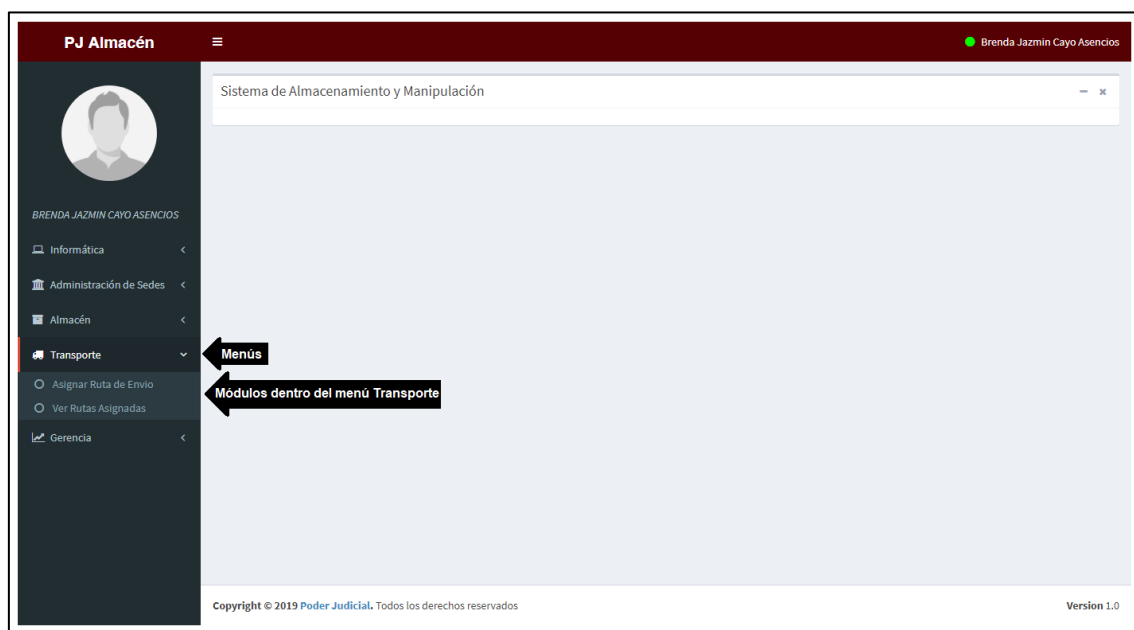 PJ Almacén
Brenda Jazmin Cayo Asencios
Sistema de Almacenamiento y Manipulación
BRENDA JAZMIN CAYO ASENCIOS
Informática
Administración de Sedes
Almacén
Transporte
Menús
Asignar Ruta de Envio
Módulos dentro del menú Transporte
Ver Rutas Asignadas
Gerencia
Copyright © 2019 Poder Judicial. Todos los derechos reservados
Version 1.0